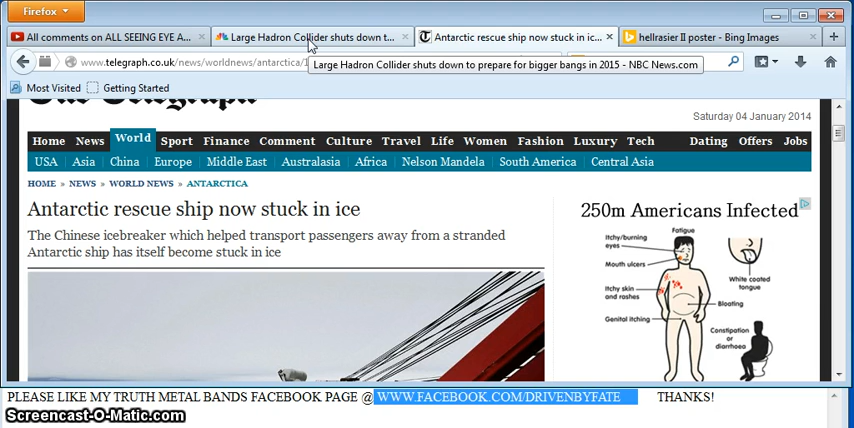 Firefox
All comments on ALL SEEING EYE A...
Large Hadron Collider shuts down t...
Antarctic rescue ship now stuck in ic...
hellrasier II poster - Bing Images
www.telegraph.co.uk/news/worldnews/antarctica/1
Large Hadron Collider shuts down to prepare for bigger bangs in 2015 - NBC News.com
Most Visited Getting Started
Saturday 04 January 2014
Home News World Sport Finance Comment Culture Travel Life Women Fashion Luxury Tech Dating Offers Jobs
USA Asia China Europe Middle East Australasia Africa Nelson Mandela South America Central Asia
HOME » NEWS » WORLD NEWS » ANTARCTICA
Antarctic rescue ship now stuck in ice
The Chinese icebreaker which helped transport passengers away from a stranded
Antarctic ship has itself become stuck in ice
250m Americans Infected
Fatigue
Itchy/burning
eyes
Mouth ulcers
White coated
tongue
Itchy skin
and rashes
Bloating
Genital itching
Constipation
or diarrhoea
PLEASE LIKE MY TRUTH METAL BANDS FACEBOOK PAGE @ WWW.FACEBOOK.COM/DRIVENBYFATE THANKS!
Screencast-O-Matic.com